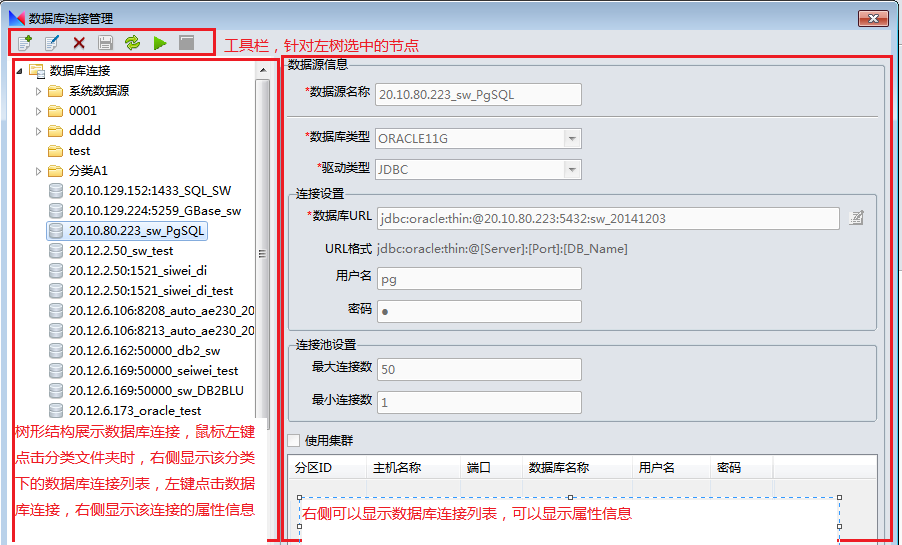 数据库连接管理
工具栏，针对左树选中的节点
数据库连接
系统数据源
0001
dddd
test
分类A1
20.10.129.152:1433_SQL_SW
20.10.129.224:5259_GBase_sw
20.10.80.223_sw_PgSQL
20.12.2.50_sw_test
20.12.2.50:1521_siwei_di
20.12.2.50:1521_siwei_di_test
20.12.6.106:8208_auto_ae230_20
20.12.6.106:8213_auto_ae230_20
20.12.6.162:50000_db2_sw
20.12.6.169:50000_seiwei_test
20.12.6.169:50000_sw_DB2BLU
20.12.6.173_oracle_test
树形结构展示数据库连接，鼠标左键
点击分类文件夹时，右侧显示该分类
下的数据库连接列表，左键点击数据
库连接，右侧显示该连接的属性信息
数据源信息
*数据源名称 20.10.80.223_sw_PgSQL
*数据库类型 ORACLE11G
*驱动类型 JDBC
连接设置
*数据库URL jdbc:oracle:thin:@20.10.80.223:5432:sw_20141203
URL格式 jdbc:oracle:thin:@[Server]:[Port]:[DB_Name]
用户名 pg
密码 ●
连接池设置
最大连接数 50
最小连接数 1
使用集群
分区ID 主机名称 端口 数据库名称 用户名 密码
右侧可以显示数据库连接列表，可以显示属性信息